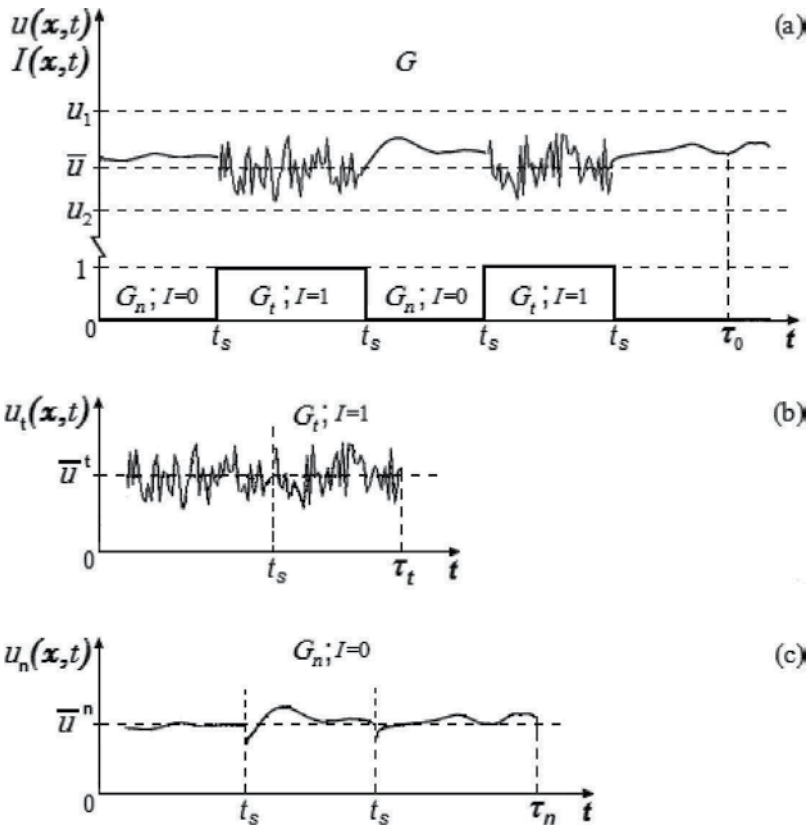 u(x,t) (a)
I(x,t) G
u₁
u̅
u₂
1
Gₙ; I=0 Gₜ; I=1 Gₙ; I=0 Gₜ; I=1
0 tₛ tₛ tₛ tₛ τ₀ t
uₜ(x,t) Gₜ; I=1 (b)
u̅ ᵗ
0 tₛ τₜ t
uₙ(x,t) Gₙ; I=0 (c)
u̅ ⁿ
0 tₛ tₛ τₙ t